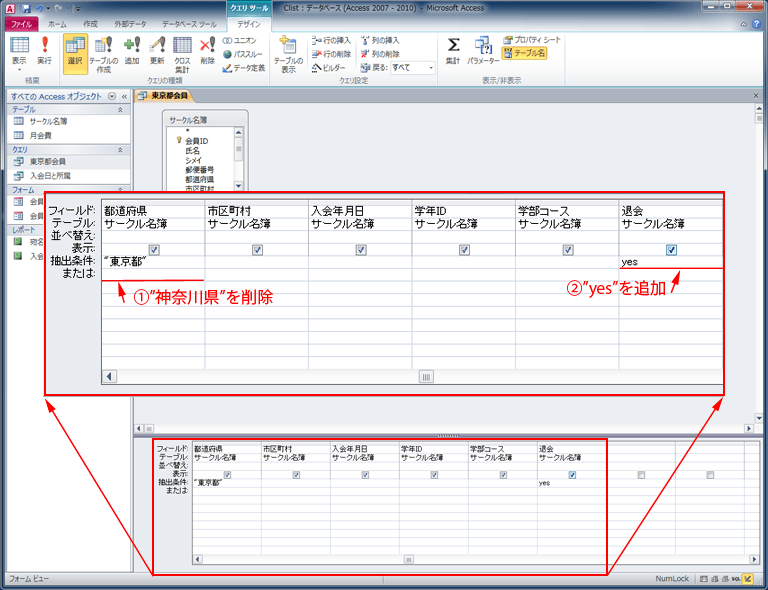 クエリ ツール
Clist : データベース (Access 2007 - 2010) - Microsoft Access
ファイル ホーム 作成 外部データ データベース ツール デザイン
表示 実行 選択 テーブルの作成 追加 更新 クロス集計 削除
ユニオン
パススルー
データ定義
テーブルの表示
行の挿入
行の削除
ビルダー
列の挿入
列の削除
戻る: すべて
集計 パラメーター
プロパティ シート
テーブル名
結果 クエリの種類 クエリ設定 表示/非表示
すべての Access オブジェクト
テーブル
サークル名簿
月会費
クエリ
東京都会員
入会日と所属
フォーム
会員
会員
レポート
宛名
入会
東京都会員
サークル名簿
*
会員ID
氏名
シメイ
郵便番号
都道府県
市区町村
フィールド: 都道府県 市区町村 入会年月日 学年ID 学部コース 退会
テーブル: サークル名簿 サークル名簿 サークル名簿 サークル名簿 サークル名簿 サークル名簿
並べ替え:
表示:
抽出条件: "東京都" yes
または:
①"神奈川県"を削除
②"yes"を追加
フィールド: 都道府県 市区町村 入会年月日 学年ID 学部コース 退会
テーブル: サークル名簿 サークル名簿 サークル名簿 サークル名簿 サークル名簿 サークル名簿
並べ替え:
表示:
抽出条件: "東京都" yes
または:
フォーム ビュー
NumLock
SQL